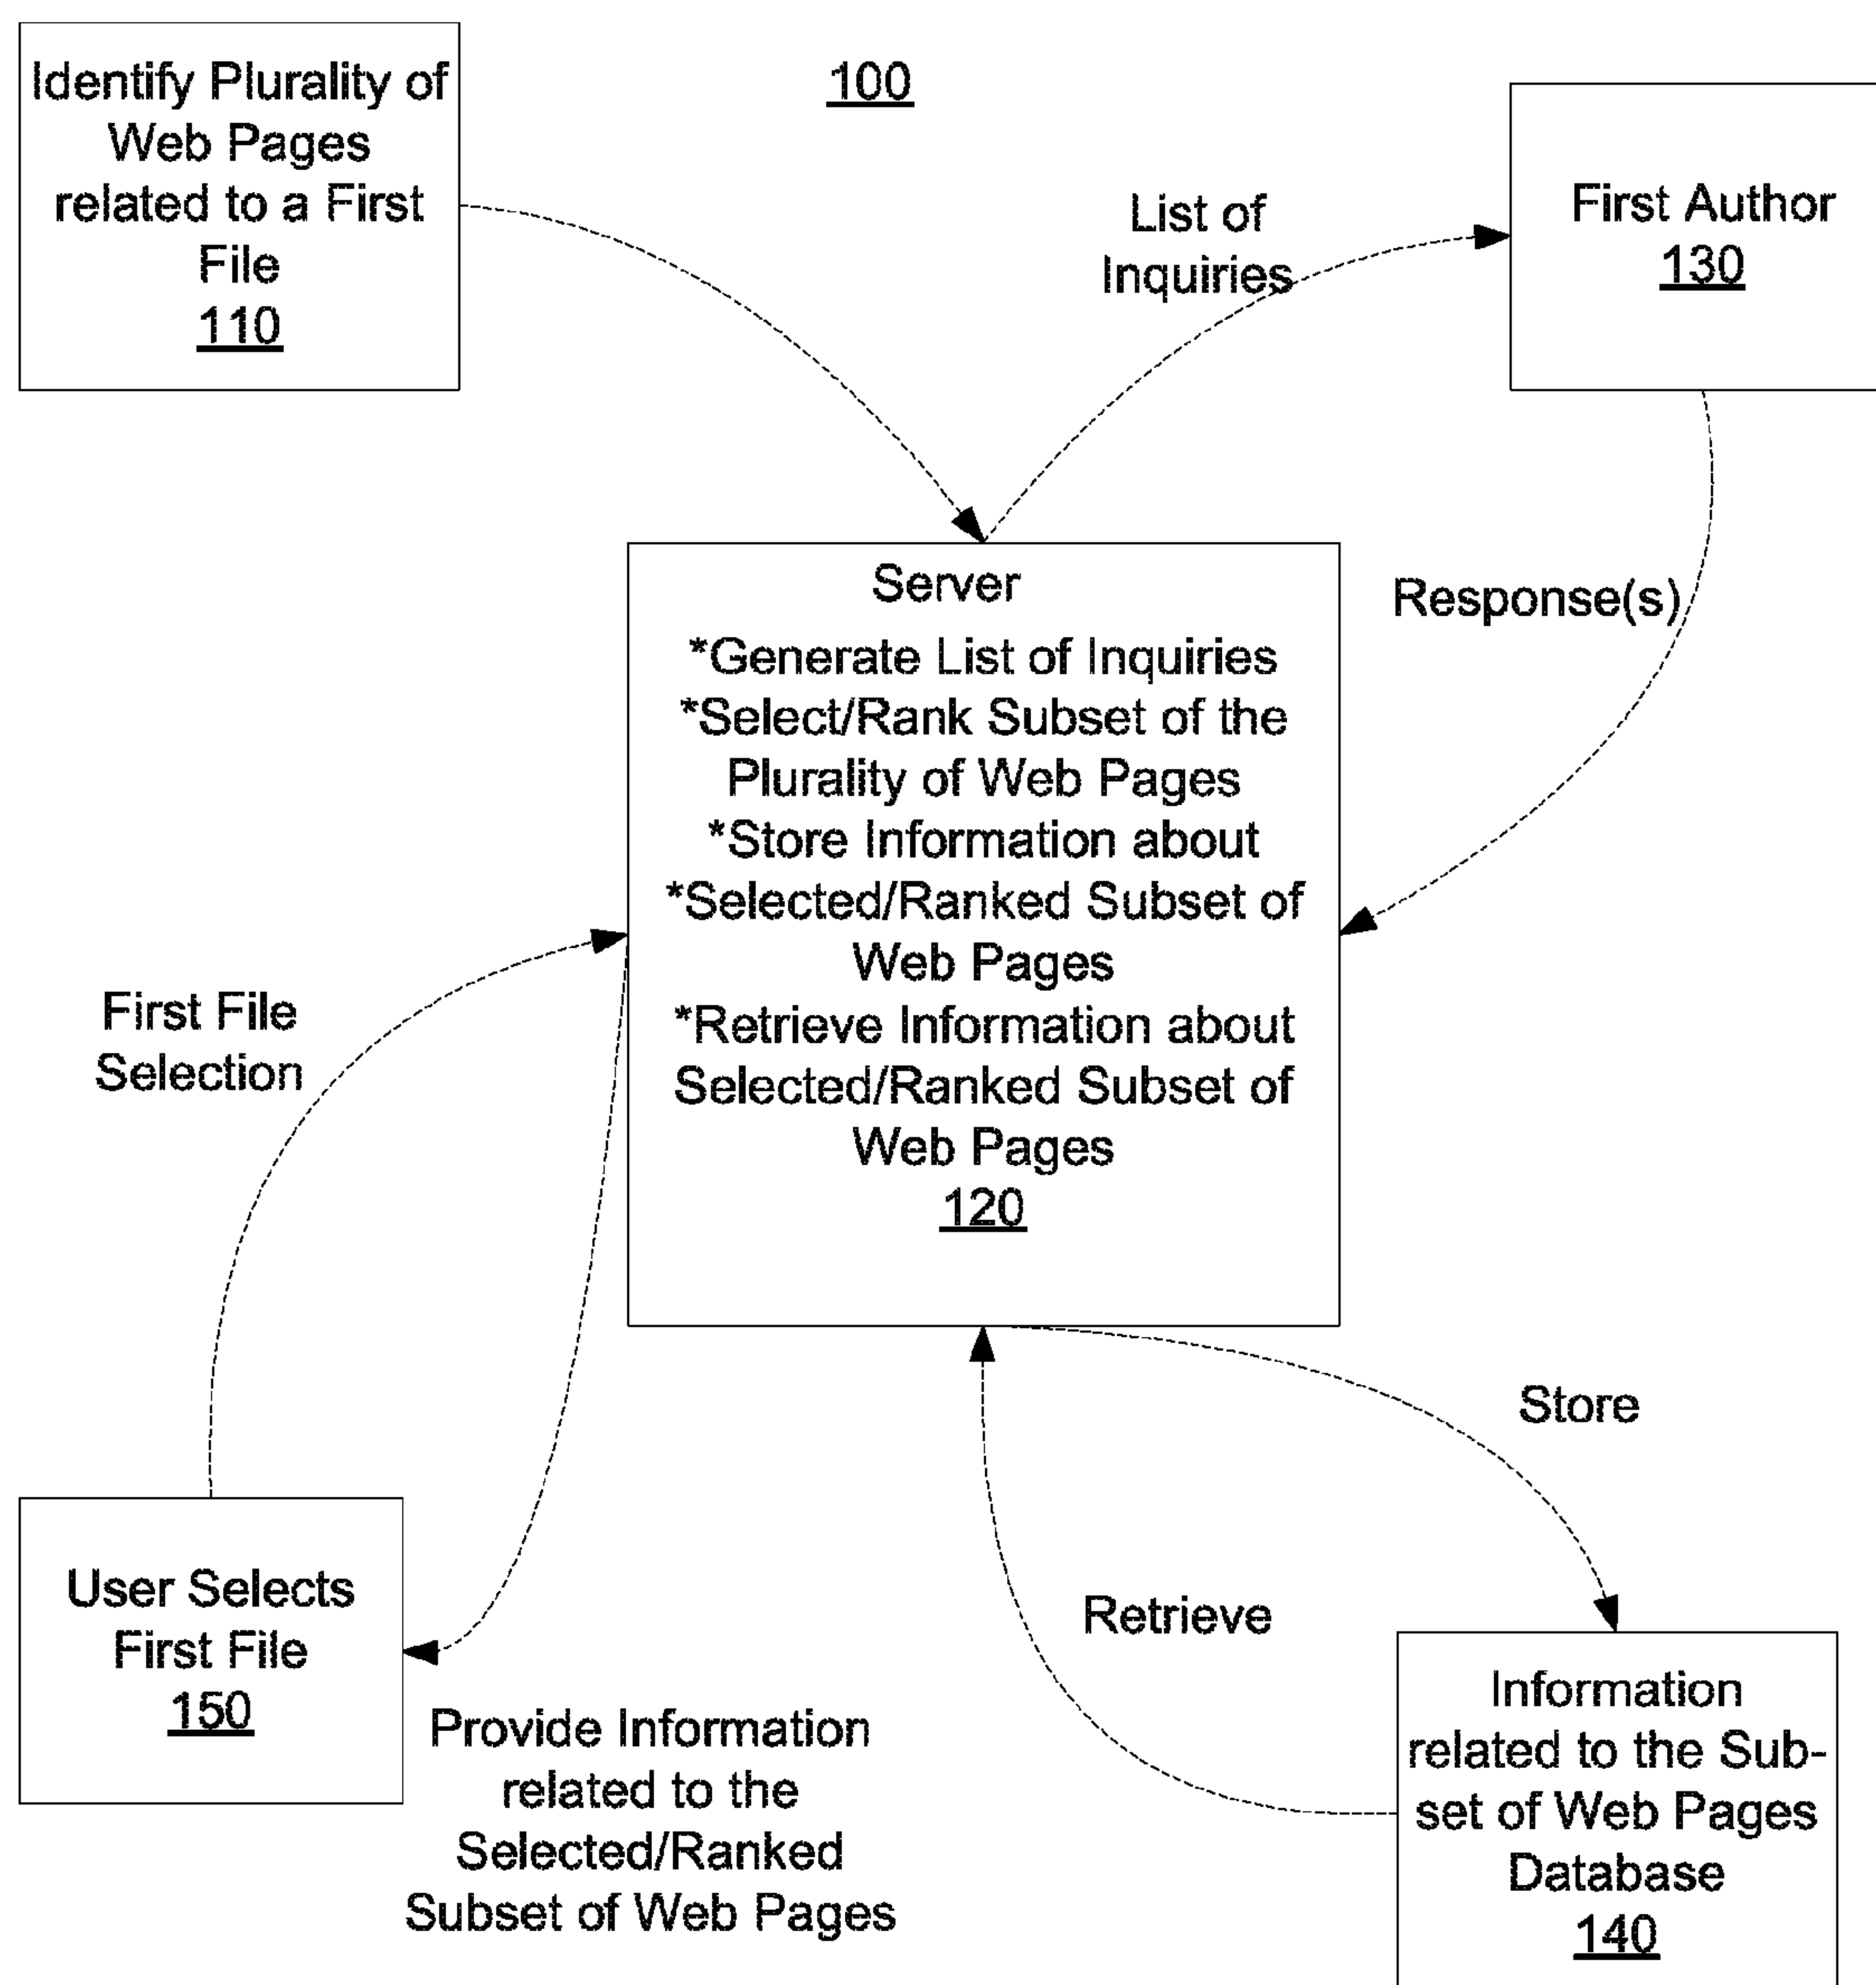 Identify Plurality of
Web Pages
related to a First
File
110
100
First Author
130
List of
Inquiries
Response(s)
Server
*Generate List of Inquiries
*Select/Rank Subset of the
Plurality of Web Pages
*Store Information about
*Selected/Ranked Subset of
Web Pages
*Retrieve Information about
Selected/Ranked Subset of
Web Pages
120
First File
Selection
Store
Retrieve
User Selects
First File
150
Provide Information
related to the
Selected/Ranked
Subset of Web Pages
Information
related to the Sub-
set of Web Pages
Database
140